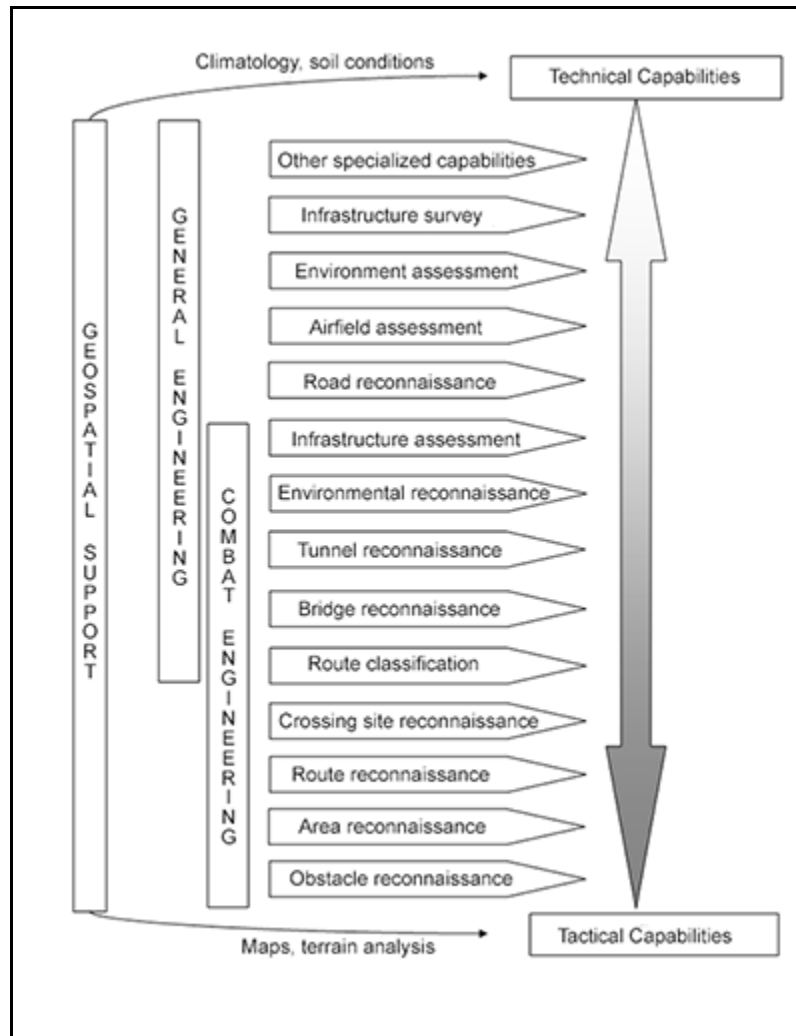 Climatology, soil conditions
Technical Capabilities
GEOSPATIAL SUPPORT
GENERAL ENGINEERING
COMBAT ENGINEERING
Other specialized capabilities
Infrastructure survey
Environment assessment
Airfield assessment
Road reconnaissance
Infrastructure assessment
Environmental reconnaissance
Tunnel reconnaissance
Bridge reconnaissance
Route classification
Crossing site reconnaissance
Route reconnaissance
Area reconnaissance
Obstacle reconnaissance
Maps, terrain analysis
Tactical Capabilities